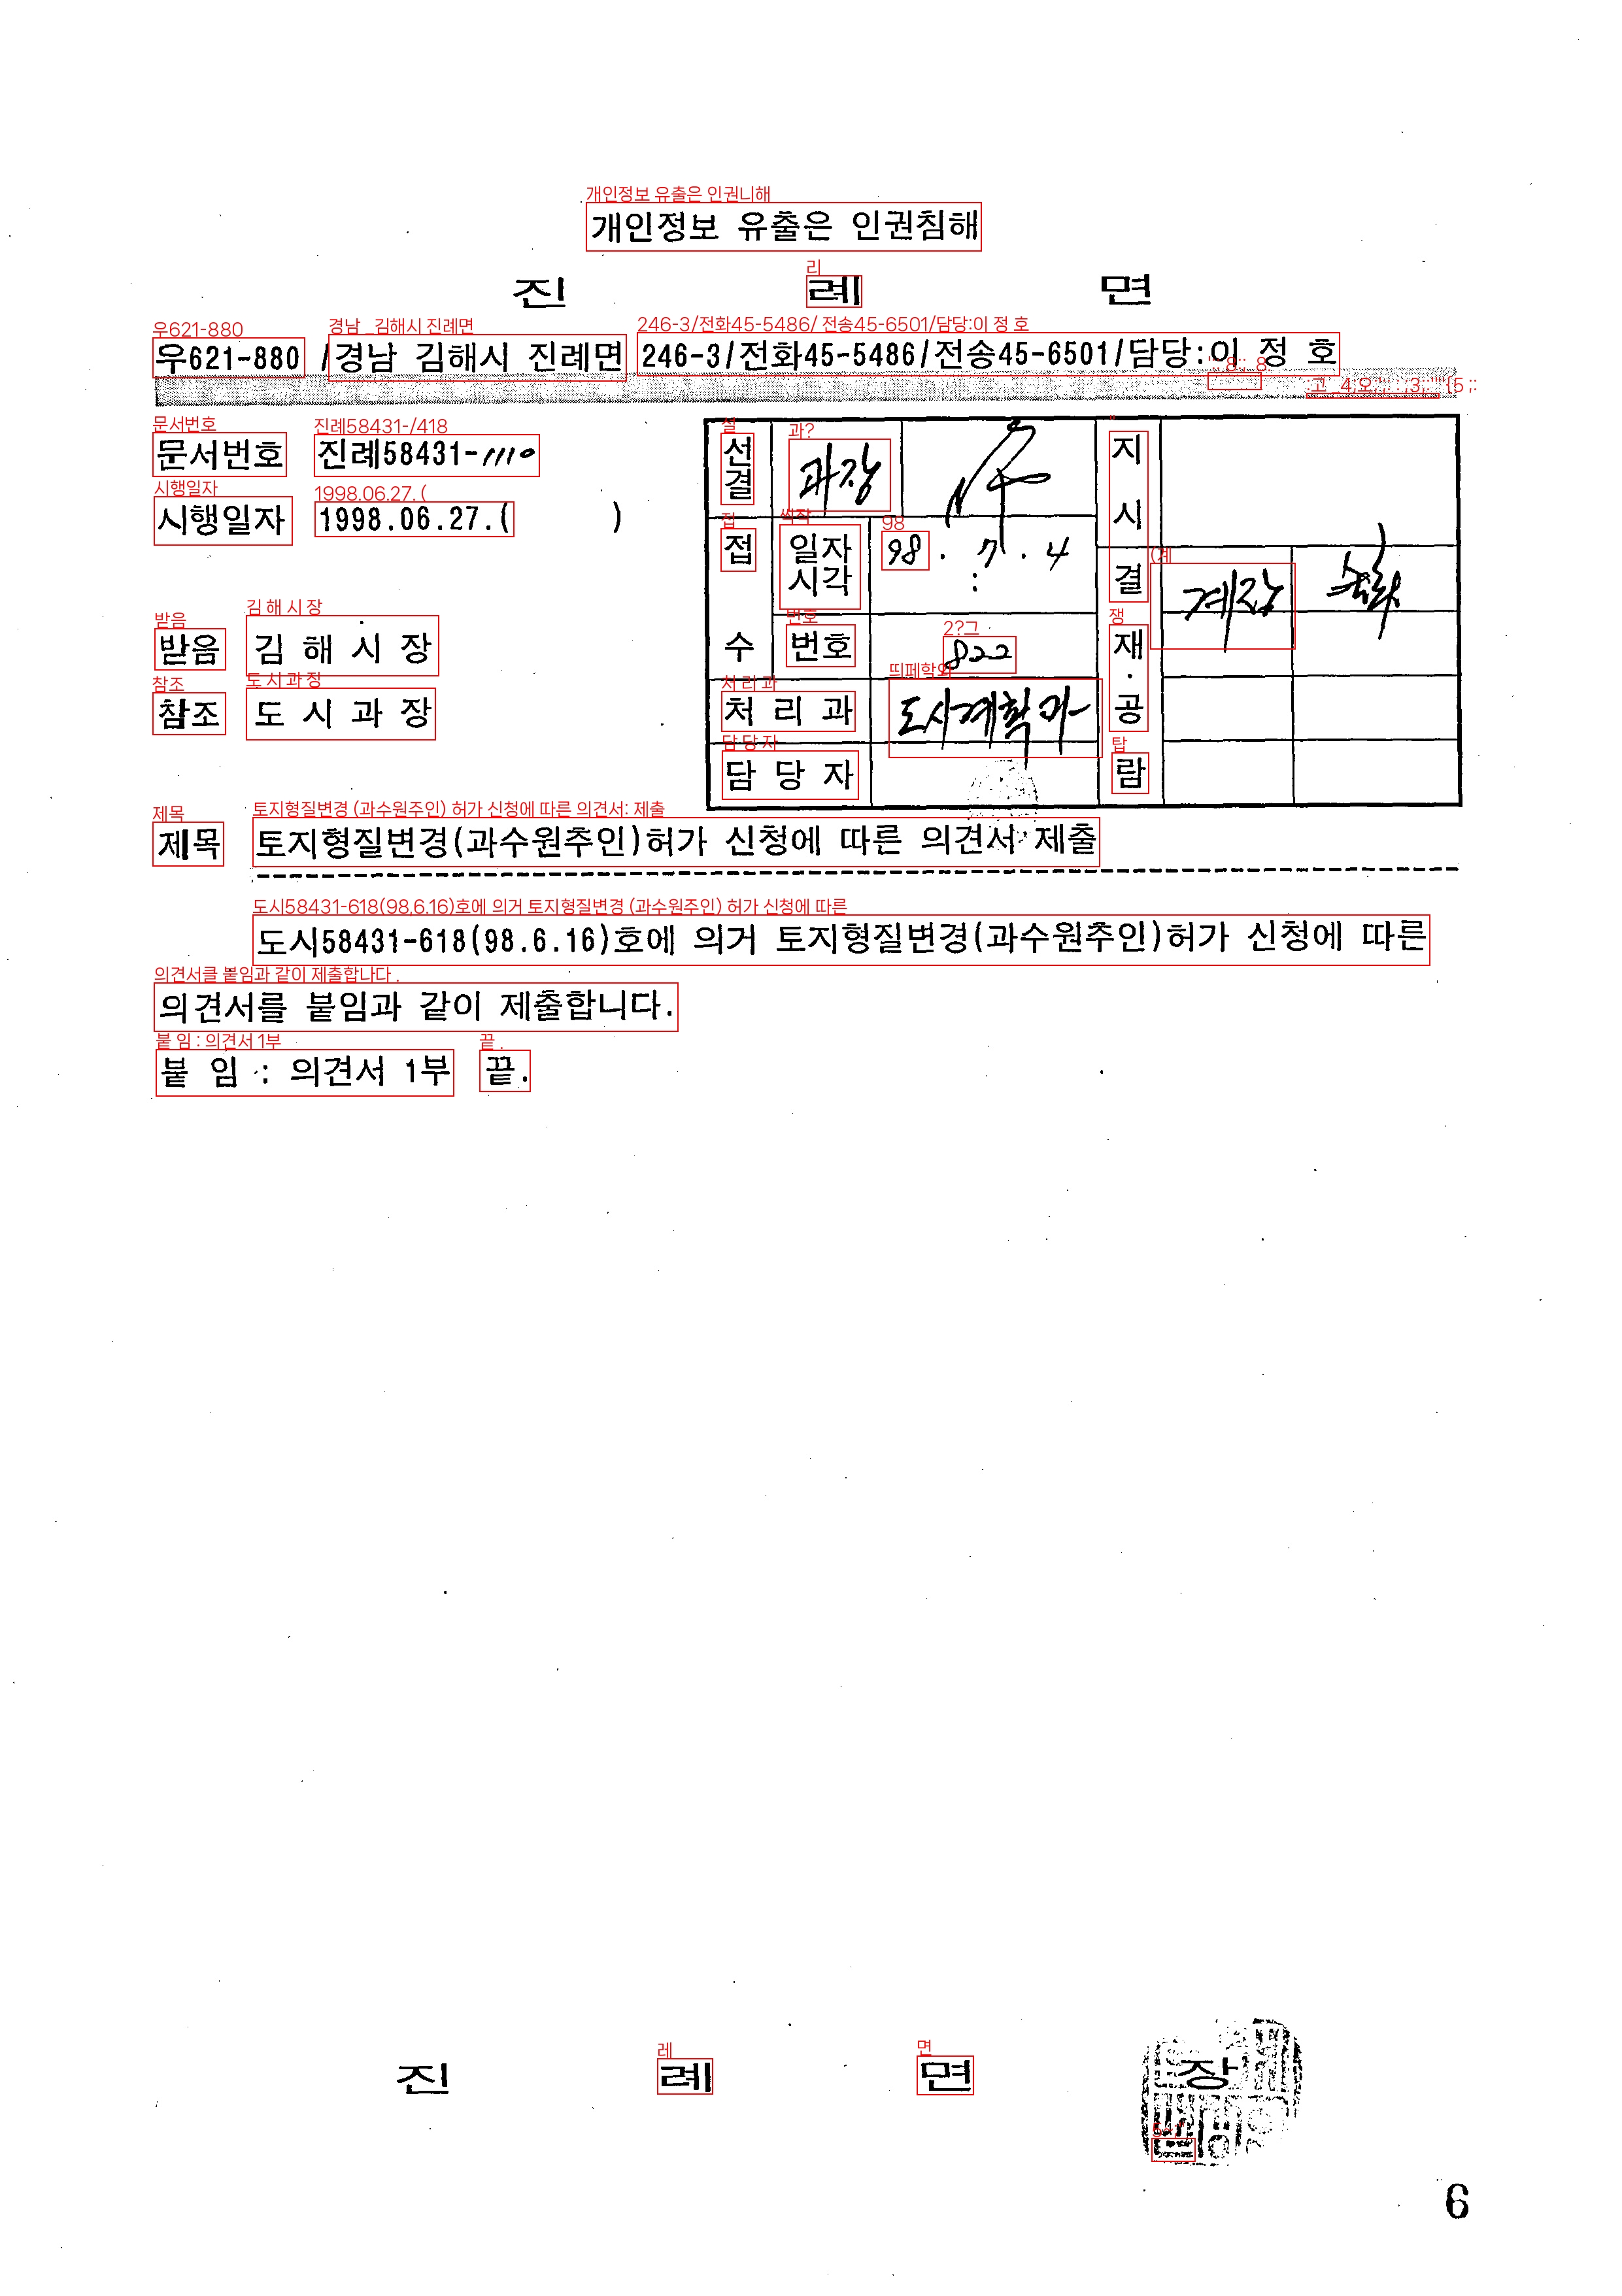 개인정보 유출은 인권침해
진 례 면
우621-880 /경남 김해시 진례면 246-3/전화45-5486/전송45-6501/담당:이 정 호
문서번호 진례58431-1110
시행일자 1998.06.27.( )
받음 김 해 시 장
참조 도 시 과 장
선결 과장
접수 일자 시각 98 . 7 . 4 :
번호 822
처 리 과 도시계획과
담 당 자
지시
결재·공람 계장
제목 토지형질변경(과수원추인)허가 신청에 따른 의견서 제출
도시58431-618(98.6.16)호에 의거 토지형질변경(과수원추인)허가 신청에 따른
의견서를 붙임과 같이 제출합니다.
붙 임 : 의견서 1부 끝.
진 례 면 장
6